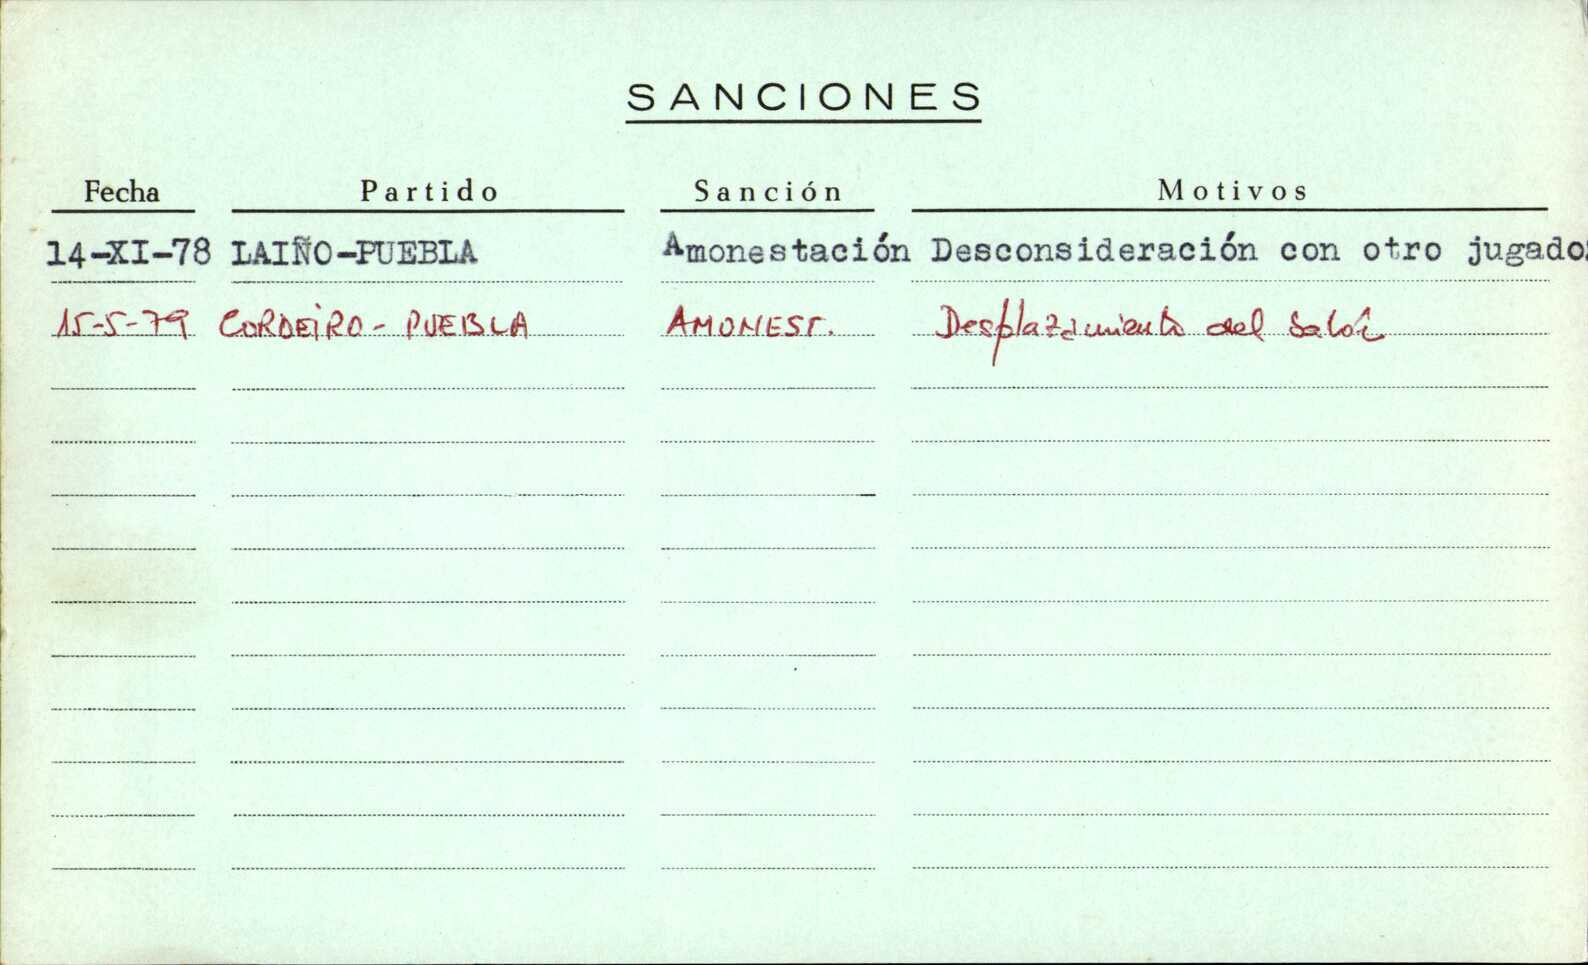 SANCIONES
Fecha Partido Sanción Motivos
14-XI-78 LAIÑO-PUEBLA Amonestación Desconsideración con otro jugador
15-5-79 CORDEIRO - PUEBLA AMONEST. Desplazamiento del balón